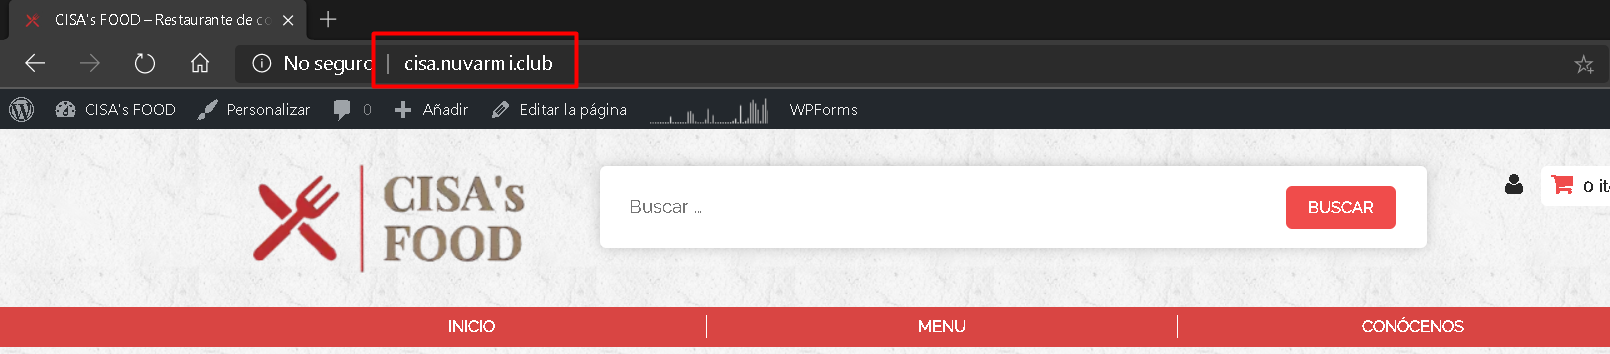 CISA's FOOD – Restaurante de co
No seguro | cisa.nuvarmi.club
CISA's FOOD Personalizar 0 Añadir Editar la página WPForms
CISA's
FOOD
Buscar ...
BUSCAR
0 it
INICIO MENU CONÓCENOS